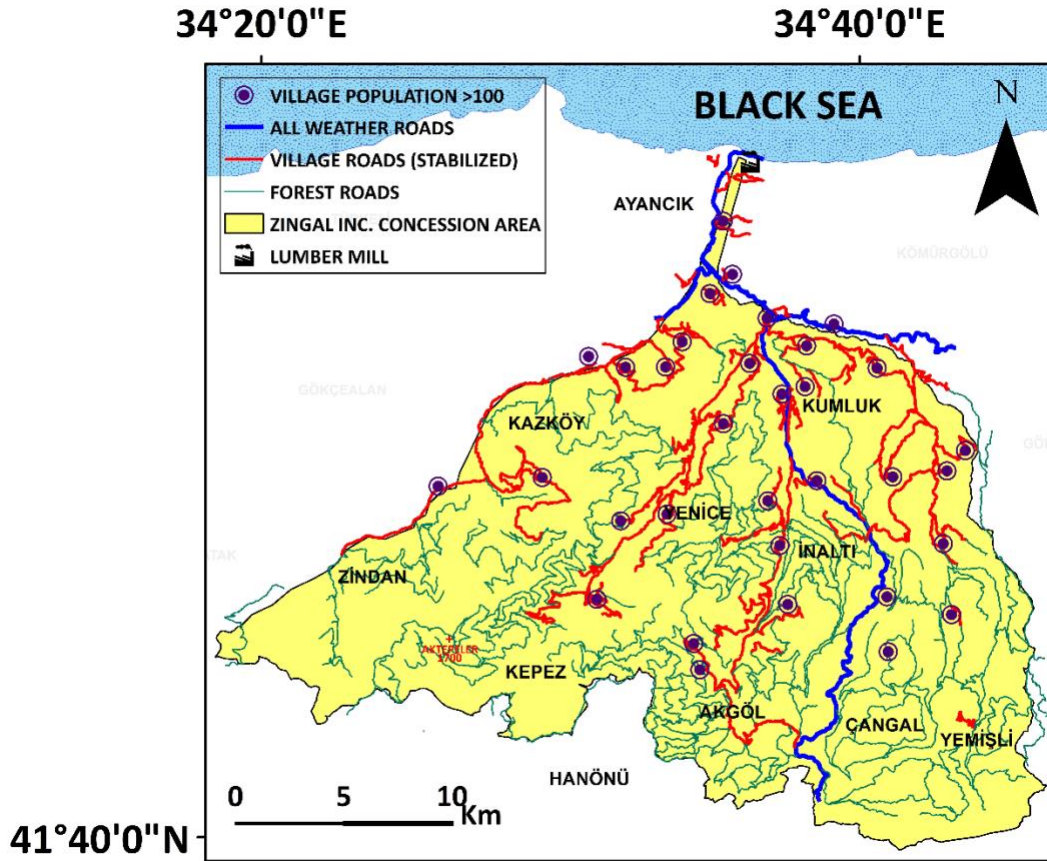 34°20'0"E
34°40'0"E
BLACK SEA
N
VILLAGE POPULATION >100
ALL WEATHER ROADS
VILLAGE ROADS (STABILIZED)
FOREST ROADS
ZINGAL INC. CONCESSION AREA
LUMBER MILL
AYANCIK
KÖMÜRGÖLÜ
GÖKÇEALAN
KAZKÖY
KUMLUK
YENİCE
İNALTI
ZİNDAN
AKTEPELER
1700
KEPEZ
AKGÖL
ÇANGAL
YEMİŞLİ
HANÖNÜ
0 5 10
Km
41°40'0"N